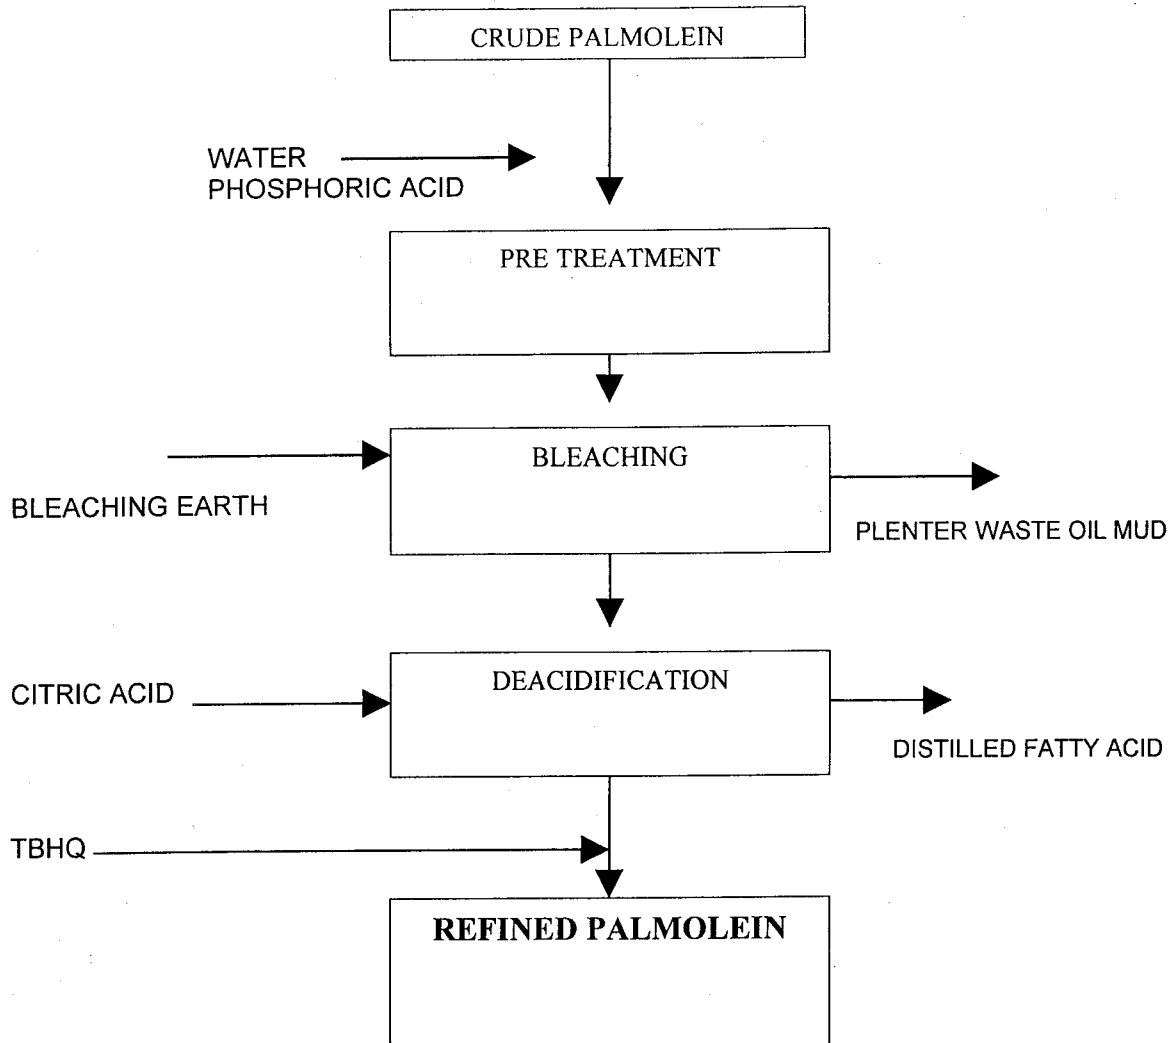 CRUDE PALMOLEIN
WATER
PHOSPHORIC ACID
PRE TREATMENT
BLEACHING
BLEACHING EARTH
PLENTER WASTE OIL MUD
DEACIDIFICATION
CITRIC ACID
DISTILLED FATTY ACID
TBHQ
REFINED PALMOLEIN